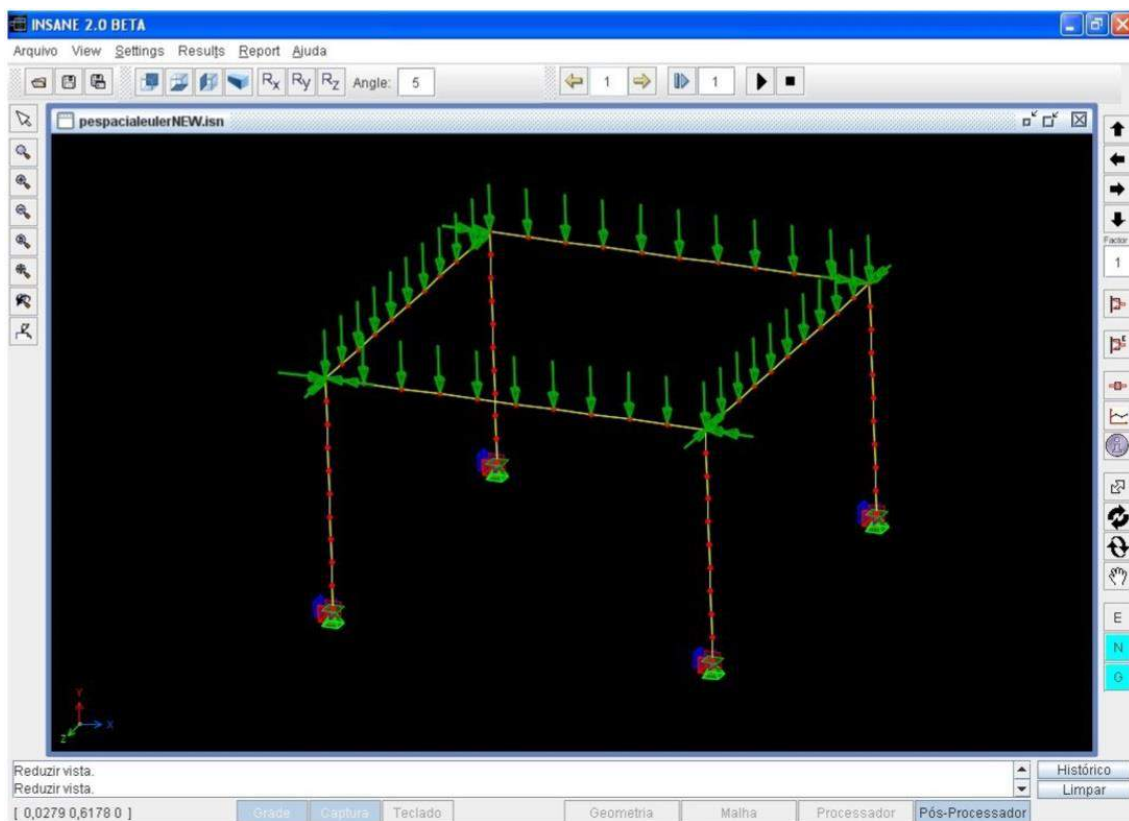 INSANE 2.0 BETA
Arquivo View Settings Results Report Ajuda
Rx Ry Rz Angle: 5 1 1
pespacialeulerNEW.isn
Factor
1
E
E
N
G
Y
X
Z
Reduzir vista.
Reduzir vista.
Histórico
Limpar
[ 0,0279 0,6178 0 ] Grade Captura Teclado Geometria Malha Processador Pós-Processador